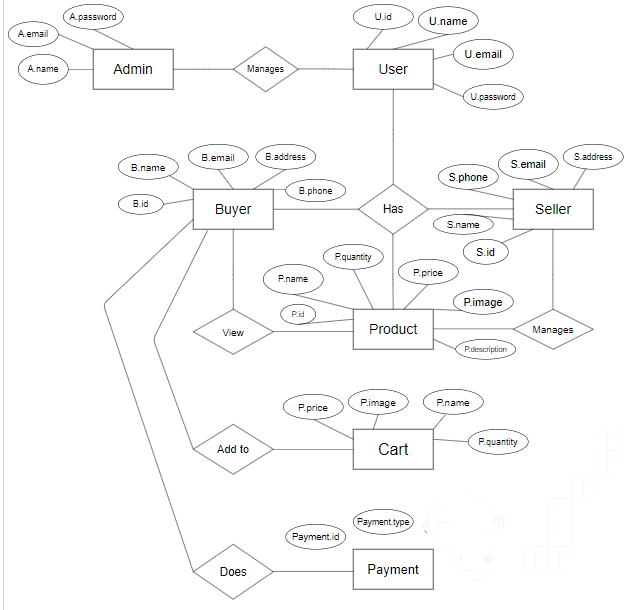 A.password
U.id
U.name
A.email
U.email
A.name
Admin
Manages
User
U.password
B.name
B.email
B.address
S.phone
S.email
S.address
B.id
Buyer
B.phone
Has
S.name
Seller
S.id
P.name
P.quantity
P.price
P.image
P.id
View
Product
Manages
P.description
P.price
P.image
P.name
P.quantity
Add to
Cart
Payment.id
Payment.type
Does
Payment